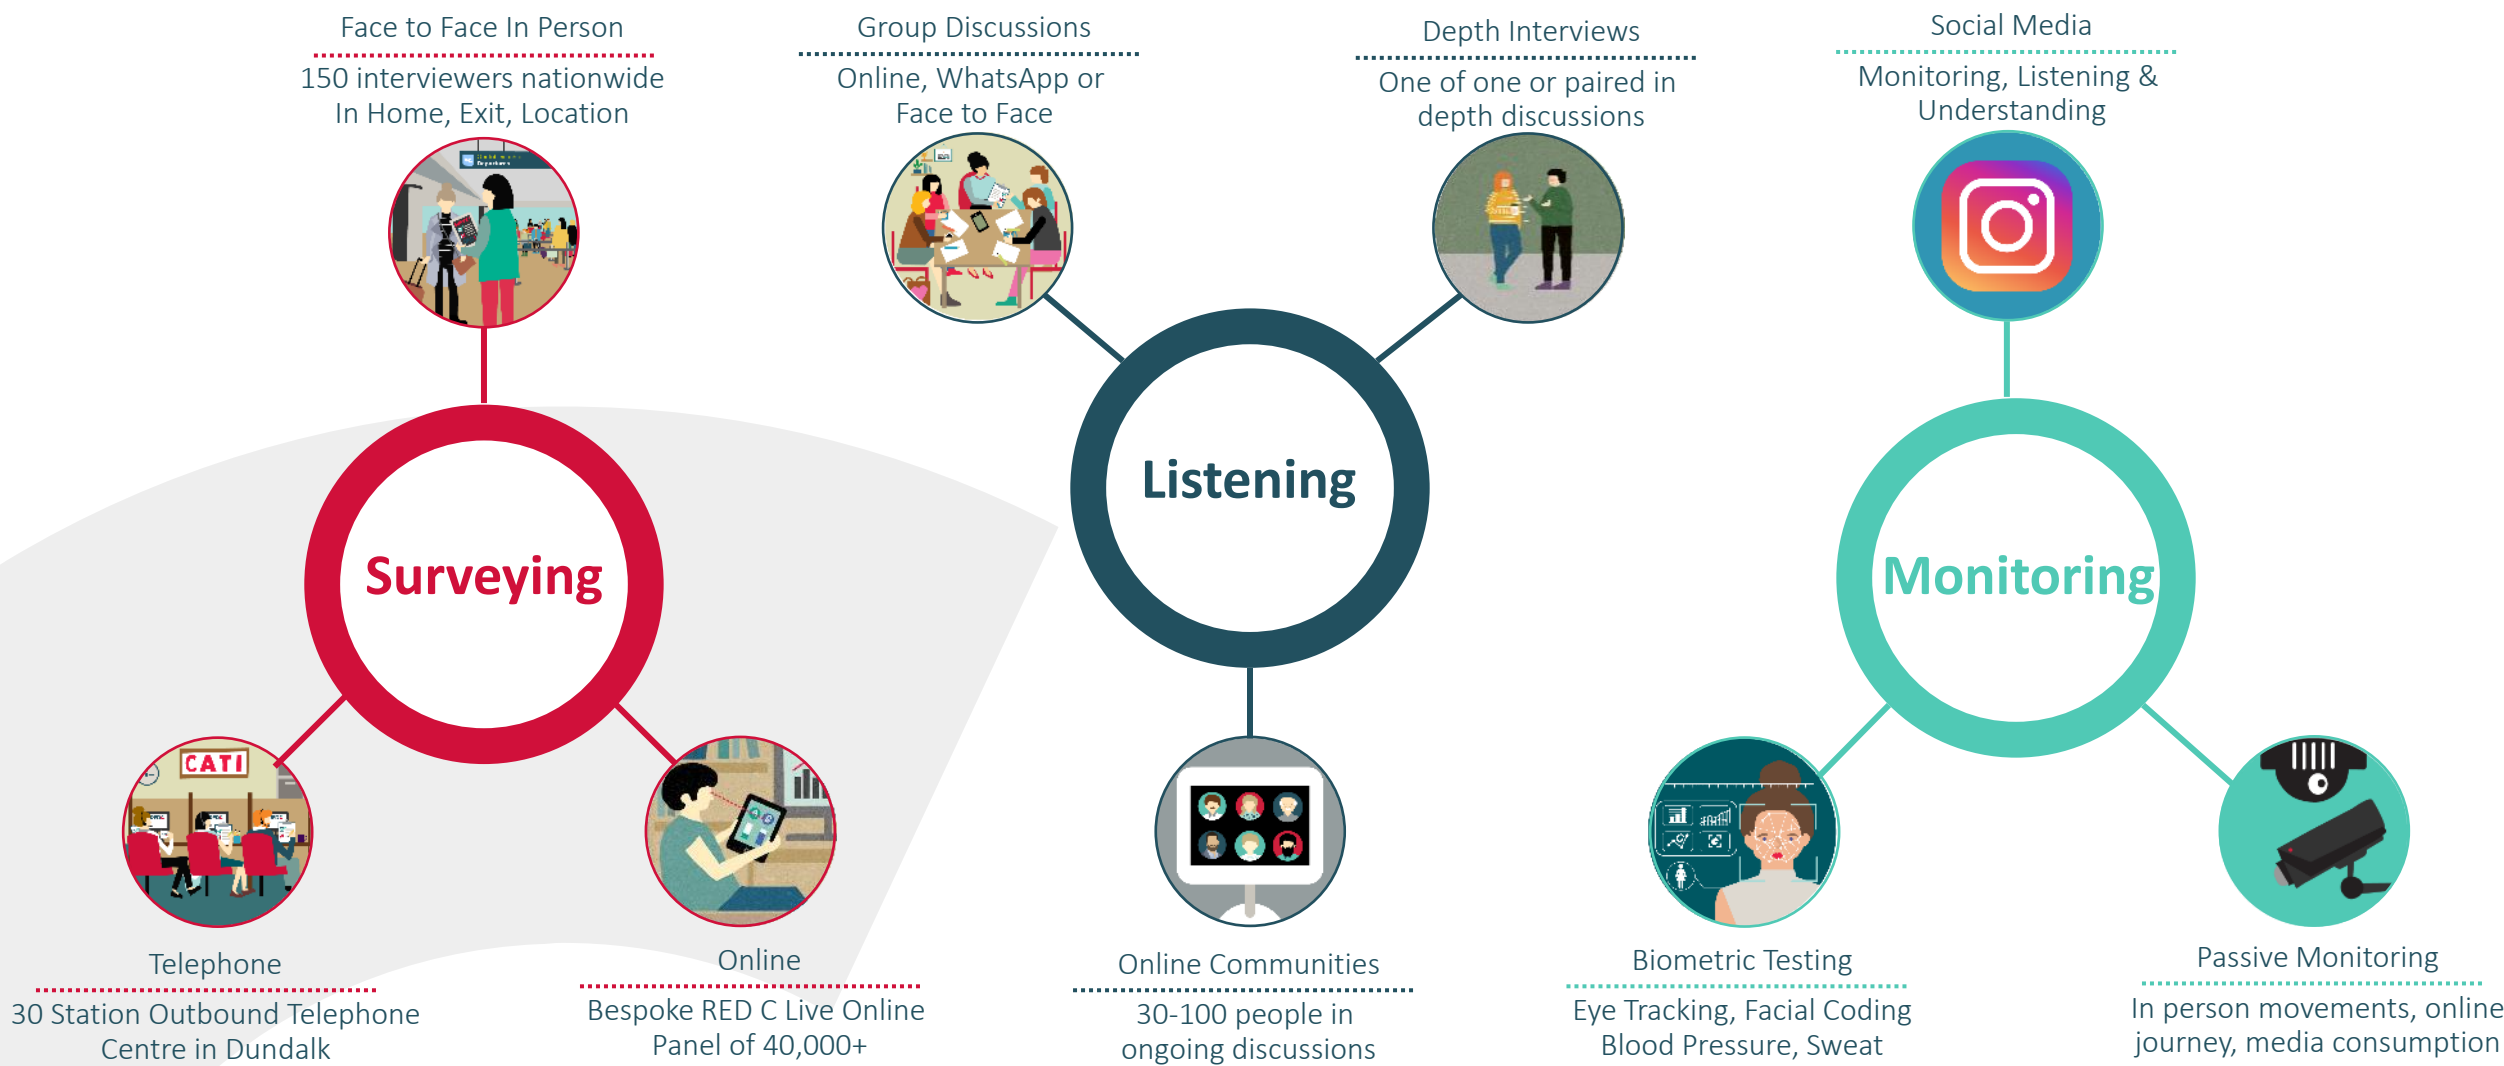 Face to Face In Person
150 interviewers nationwide
In Home, Exit, Location
Group Discussions
Online, WhatsApp or
Face to Face
Depth Interviews
One of one or paired in
depth discussions
Social Media
Monitoring, Listening &
Understanding
Surveying
Listening
Monitoring
CATI
Telephone
30 Station Outbound Telephone
Centre in Dundalk
Online
Bespoke RED C Live Online
Panel of 40,000+
Online Communities
30-100 people in
ongoing discussions
Biometric Testing
Eye Tracking, Facial Coding
Blood Pressure, Sweat
Passive Monitoring
In person movements, online
journey, media consumption